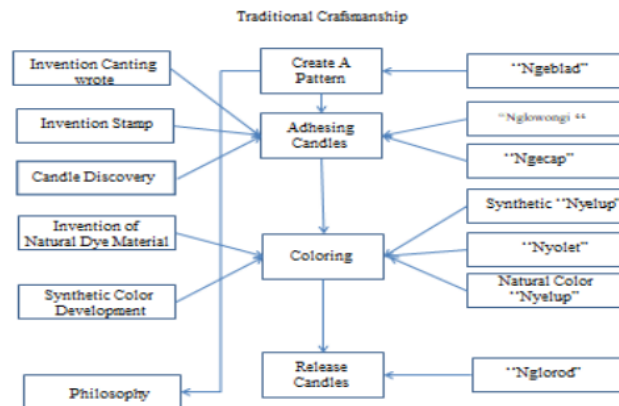 Traditional Crafsmanship
Invention Canting
wrote
Create A
Pattern
"Ngeblad"
Invention Stamp
Adhesing
Candles
"Nglowongi "
"Ngecap"
Candle Discovery
Synthetic "Nyelup"
Invention of
Natural Dye Material
Coloring
"Nyolet"
Natural Color
"Nyelup"
Synthetic Color
Development
Release
Candles
"Nglorod"
Philosophy